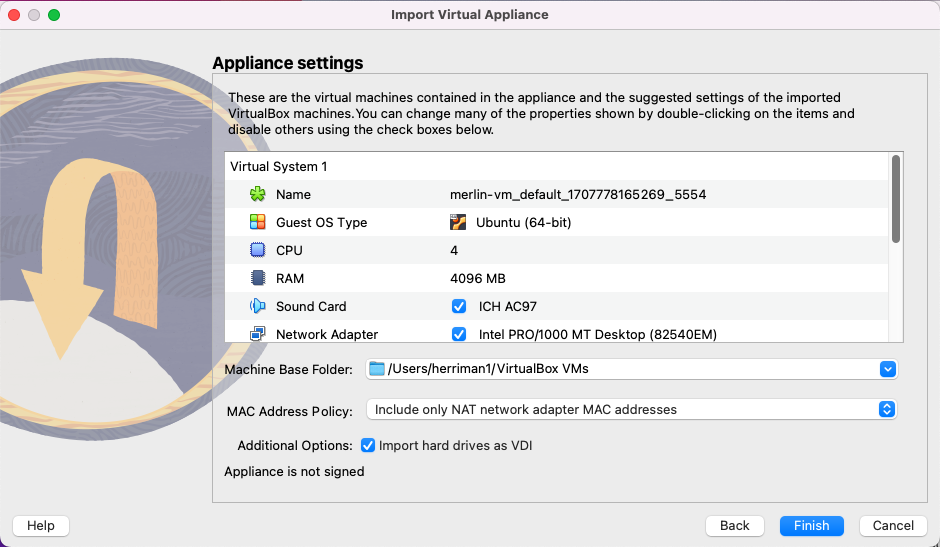 Import Virtual Appliance
Appliance settings
These are the virtual machines contained in the appliance and the suggested settings of the imported
VirtualBox machines.You can change many of the properties shown by double-clicking on the items and
disable others using the check boxes below.
Virtual System 1
Name merlin-vm_default_1707778165269_5554
Guest OS Type Ubuntu (64-bit)
CPU 4
RAM 4096 MB
Sound Card ICH AC97
Network Adapter Intel PRO/1000 MT Desktop (82540EM)
Machine Base Folder: /Users/herriman1/VirtualBox VMs
MAC Address Policy: Include only NAT network adapter MAC addresses
Additional Options: Import hard drives as VDI
Appliance is not signed
Help Back Finish Cancel